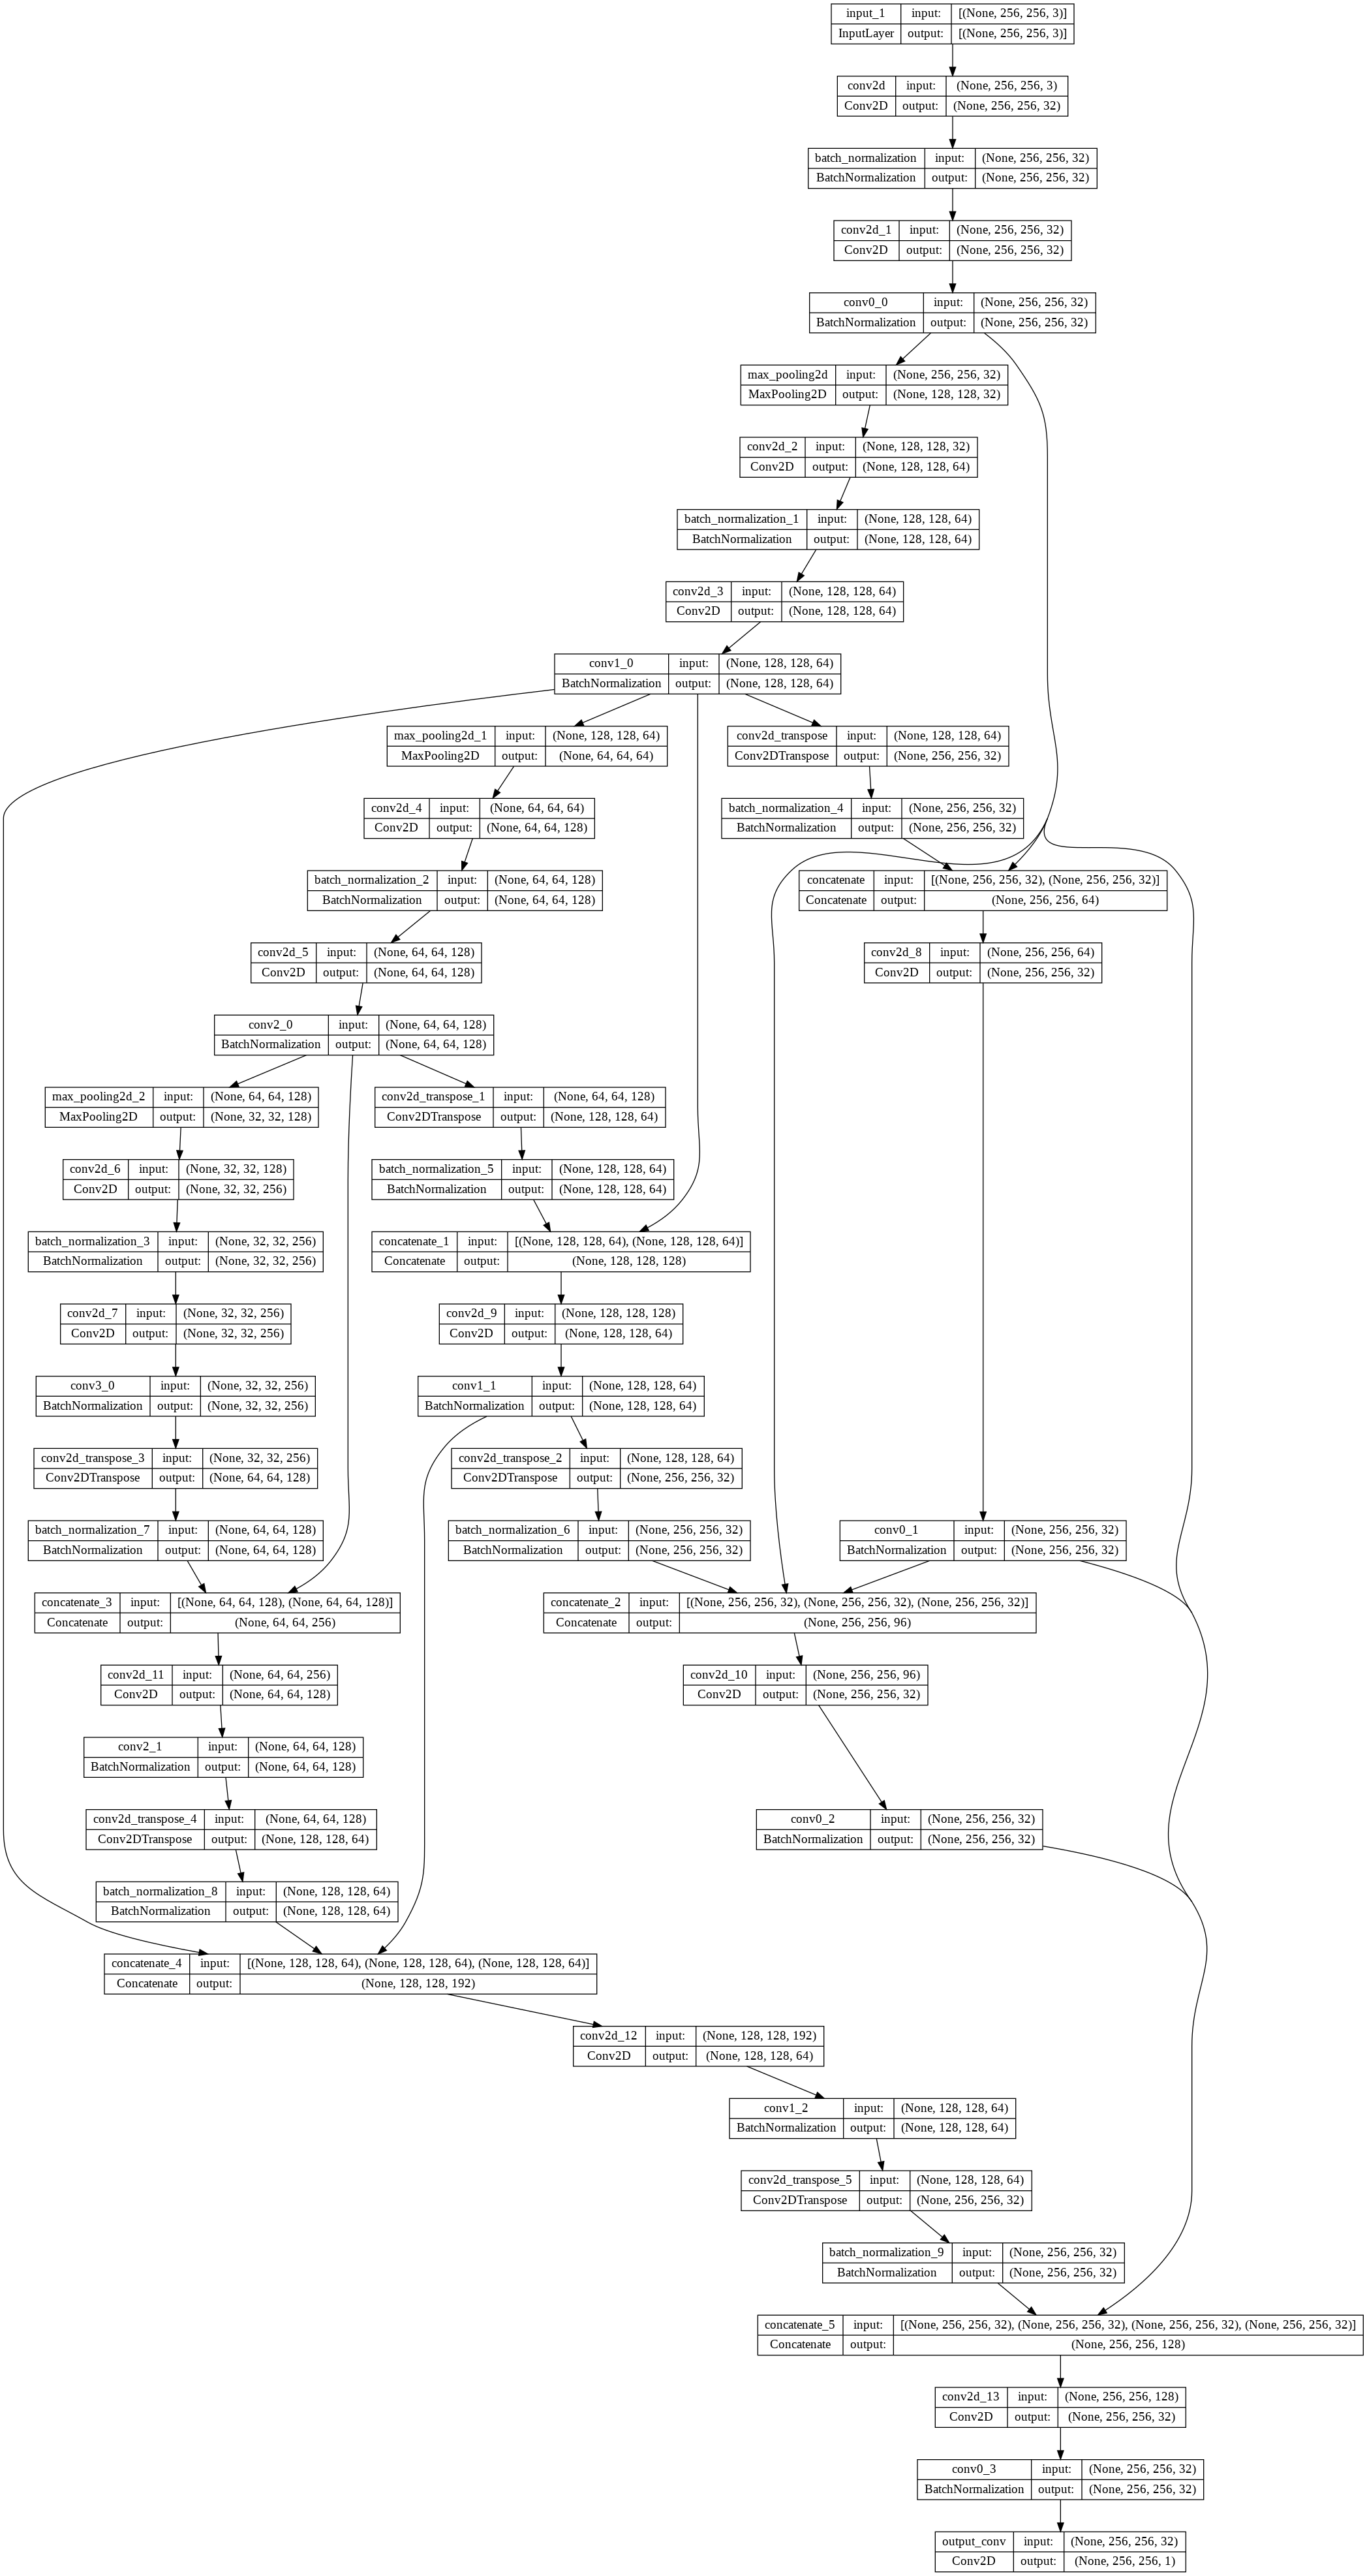 input_1 input: [(None, 256, 256, 3)]
InputLayer output: [(None, 256, 256, 3)]
conv2d input: (None, 256, 256, 3)
Conv2D output: (None, 256, 256, 32)
batch_normalization input: (None, 256, 256, 32)
BatchNormalization output: (None, 256, 256, 32)
conv2d_1 input: (None, 256, 256, 32)
Conv2D output: (None, 256, 256, 32)
conv0_0 input: (None, 256, 256, 32)
BatchNormalization output: (None, 256, 256, 32)
max_pooling2d input: (None, 256, 256, 32)
MaxPooling2D output: (None, 128, 128, 32)
conv2d_2 input: (None, 128, 128, 32)
Conv2D output: (None, 128, 128, 64)
batch_normalization_1 input: (None, 128, 128, 64)
BatchNormalization output: (None, 128, 128, 64)
conv2d_3 input: (None, 128, 128, 64)
Conv2D output: (None, 128, 128, 64)
conv1_0 input: (None, 128, 128, 64)
BatchNormalization output: (None, 128, 128, 64)
max_pooling2d_1 input: (None, 128, 128, 64)
MaxPooling2D output: (None, 64, 64, 64)
conv2d_transpose input: (None, 128, 128, 64)
Conv2DTranspose output: (None, 256, 256, 32)
conv2d_4 input: (None, 64, 64, 64)
Conv2D output: (None, 64, 64, 128)
batch_normalization_4 input: (None, 256, 256, 32)
BatchNormalization output: (None, 256, 256, 32)
batch_normalization_2 input: (None, 64, 64, 128)
BatchNormalization output: (None, 64, 64, 128)
concatenate input: [(None, 256, 256, 32), (None, 256, 256, 32)]
Concatenate output: (None, 256, 256, 64)
conv2d_5 input: (None, 64, 64, 128)
Conv2D output: (None, 64, 64, 128)
conv2d_8 input: (None, 256, 256, 64)
Conv2D output: (None, 256, 256, 32)
conv2_0 input: (None, 64, 64, 128)
BatchNormalization output: (None, 64, 64, 128)
max_pooling2d_2 input: (None, 64, 64, 128)
MaxPooling2D output: (None, 32, 32, 128)
conv2d_transpose_1 input: (None, 64, 64, 128)
Conv2DTranspose output: (None, 128, 128, 64)
conv2d_6 input: (None, 32, 32, 128)
Conv2D output: (None, 32, 32, 256)
batch_normalization_5 input: (None, 128, 128, 64)
BatchNormalization output: (None, 128, 128, 64)
batch_normalization_3 input: (None, 32, 32, 256)
BatchNormalization output: (None, 32, 32, 256)
concatenate_1 input: [(None, 128, 128, 64), (None, 128, 128, 64)]
Concatenate output: (None, 128, 128, 128)
conv2d_7 input: (None, 32, 32, 256)
Conv2D output: (None, 32, 32, 256)
conv2d_9 input: (None, 128, 128, 128)
Conv2D output: (None, 128, 128, 64)
conv3_0 input: (None, 32, 32, 256)
BatchNormalization output: (None, 32, 32, 256)
conv1_1 input: (None, 128, 128, 64)
BatchNormalization output: (None, 128, 128, 64)
conv2d_transpose_3 input: (None, 32, 32, 256)
Conv2DTranspose output: (None, 64, 64, 128)
conv2d_transpose_2 input: (None, 128, 128, 64)
Conv2DTranspose output: (None, 256, 256, 32)
batch_normalization_7 input: (None, 64, 64, 128)
BatchNormalization output: (None, 64, 64, 128)
batch_normalization_6 input: (None, 256, 256, 32)
BatchNormalization output: (None, 256, 256, 32)
conv0_1 input: (None, 256, 256, 32)
BatchNormalization output: (None, 256, 256, 32)
concatenate_3 input: [(None, 64, 64, 128), (None, 64, 64, 128)]
Concatenate output: (None, 64, 64, 256)
concatenate_2 input: [(None, 256, 256, 32), (None, 256, 256, 32), (None, 256, 256, 32)]
Concatenate output: (None, 256, 256, 96)
conv2d_11 input: (None, 64, 64, 256)
Conv2D output: (None, 64, 64, 128)
conv2d_10 input: (None, 256, 256, 96)
Conv2D output: (None, 256, 256, 32)
conv2_1 input: (None, 64, 64, 128)
BatchNormalization output: (None, 64, 64, 128)
conv2d_transpose_4 input: (None, 64, 64, 128)
Conv2DTranspose output: (None, 128, 128, 64)
conv0_2 input: (None, 256, 256, 32)
BatchNormalization output: (None, 256, 256, 32)
batch_normalization_8 input: (None, 128, 128, 64)
BatchNormalization output: (None, 128, 128, 64)
concatenate_4 input: [(None, 128, 128, 64), (None, 128, 128, 64), (None, 128, 128, 64)]
Concatenate output: (None, 128, 128, 192)
conv2d_12 input: (None, 128, 128, 192)
Conv2D output: (None, 128, 128, 64)
conv1_2 input: (None, 128, 128, 64)
BatchNormalization output: (None, 128, 128, 64)
conv2d_transpose_5 input: (None, 128, 128, 64)
Conv2DTranspose output: (None, 256, 256, 32)
batch_normalization_9 input: (None, 256, 256, 32)
BatchNormalization output: (None, 256, 256, 32)
concatenate_5 input: [(None, 256, 256, 32), (None, 256, 256, 32), (None, 256, 256, 32), (None, 256, 256, 32)]
Concatenate output: (None, 256, 256, 128)
conv2d_13 input: (None, 256, 256, 128)
Conv2D output: (None, 256, 256, 32)
conv0_3 input: (None, 256, 256, 32)
BatchNormalization output: (None, 256, 256, 32)
output_conv input: (None, 256, 256, 32)
Conv2D output: (None, 256, 256, 1)